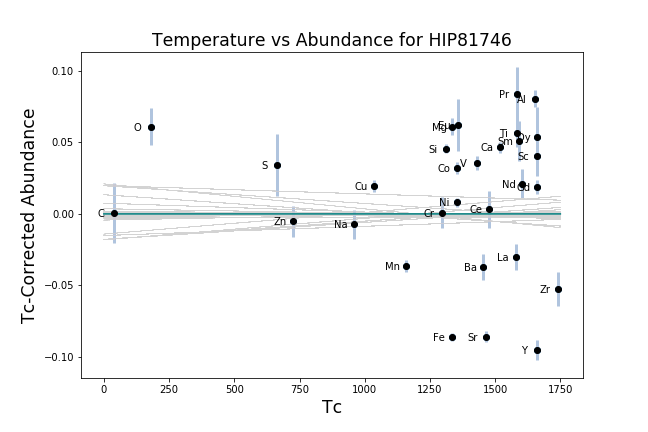 Temperature vs Abundance for HIP81746
Tc-Corrected Abundance
0.10
0.05
0.00
−0.05
−0.10
Pr
Al
O
Mg
Eu
Ti
Dy
Sm
Si
Ca
Sc
S
Co
V
Cu
Nd
Gd
Ni
C
Cr
Ce
Zn
Na
La
Mn
Ba
Zr
Fe
Sr
Y
0
250
500
750
1000
1250
1500
1750
Tc